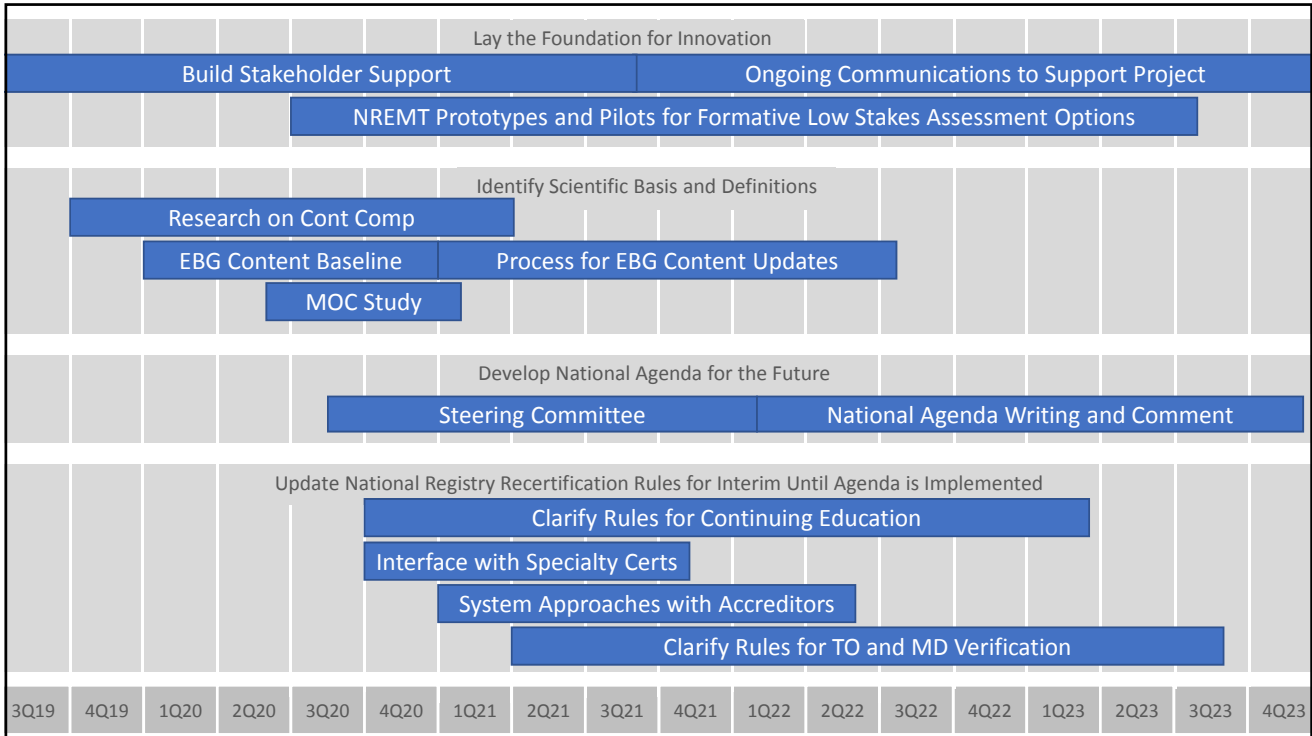 Lay the Foundation for Innovation
Build Stakeholder Support
Ongoing Communications to Support Project
NREMT Prototypes and Pilots for Formative Low Stakes Assessment Options
Identify Scientific Basis and Definitions
Research on Cont Comp
EBG Content Baseline
Process for EBG Content Updates
MOC Study
Develop National Agenda for the Future
Steering Committee
National Agenda Writing and Comment
Update National Registry Recertification Rules for Interim Until Agenda is Implemented
Clarify Rules for Continuing Education
Interface with Specialty Certs
System Approaches with Accreditors
Clarify Rules for TO and MD Verification
3Q19 4Q19 1Q20 2Q20 3Q20 4Q20 1Q21 2Q21 3Q21 4Q21 1Q22 2Q22 3Q22 4Q22 1Q23 2Q23 3Q23 4Q23